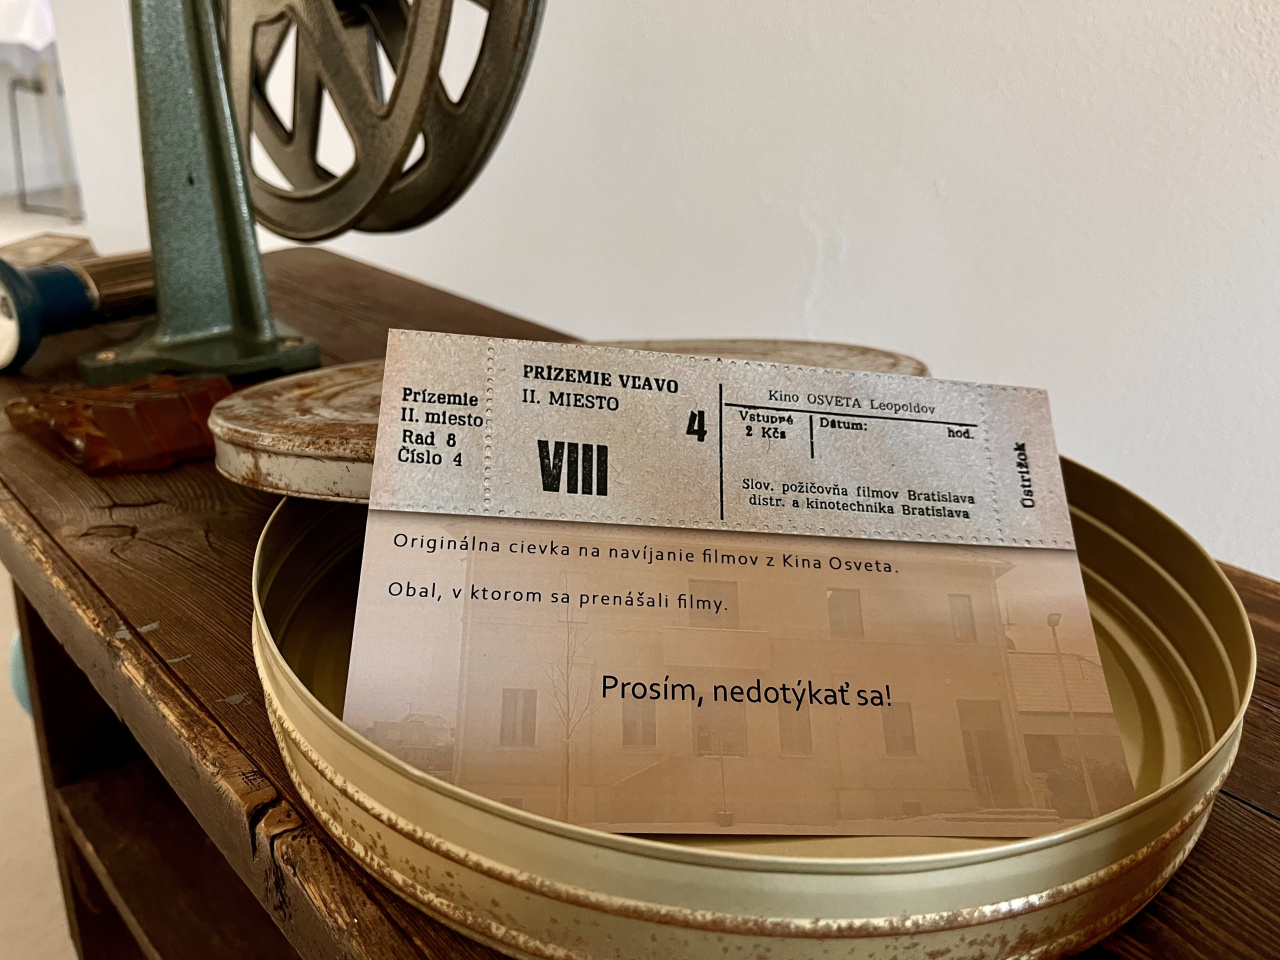 Prízemie
II. miesto
Rad 8
Číslo 4
PRÍZEMIE VĽAVO
II. MIESTO
4
VIII
Kino OSVETA Leopoldov
Vstupné
2 Kčs
Dátum:
hod.
Slov. požičovňa filmov Bratislava
distr. a kinotechnika Bratislava
Ústrižok
Originálna cievka na navíjanie filmov z Kina Osveta.
Obal, v ktorom sa prenášali filmy.
Prosím, nedotýkať sa!